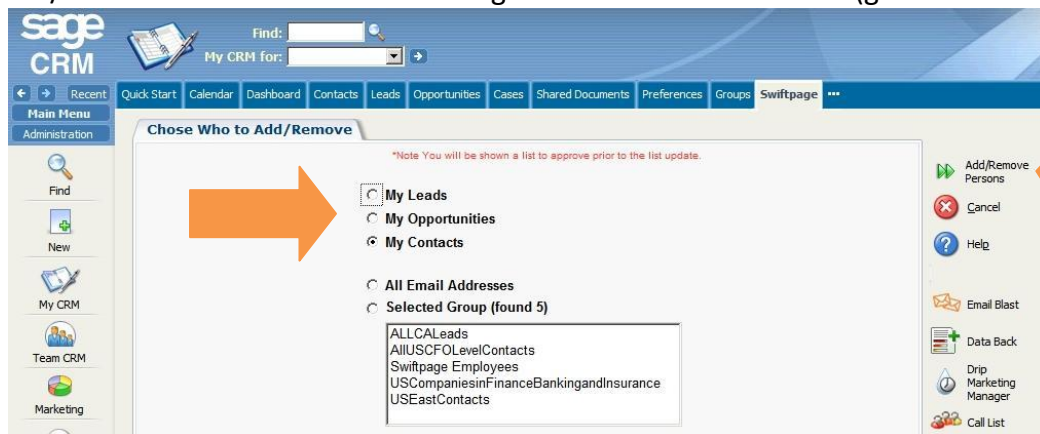 sage
CRM
Find:
My CRM for:
Recent
Quick Start Calendar Dashboard Contacts Leads Opportunities Cases Shared Documents Preferences Groups Swiftpage
Main Menu
Administration
Chose Who to Add/Remove
*Note You will be shown a list to approve prior to the list update.
My Leads
My Opportunities
My Contacts
All Email Addresses
Selected Group (found 5)
ALLCALeads
AllUSCFOLevelContacts
Swiftpage Employees
USCompaniesinFinanceBankingandInsurance
USEastContacts
Find
New
My CRM
Team CRM
Marketing
Add/Remove
Persons
Cancel
Help
Email Blast
Data Back
Drip
Marketing
Manager
Call List